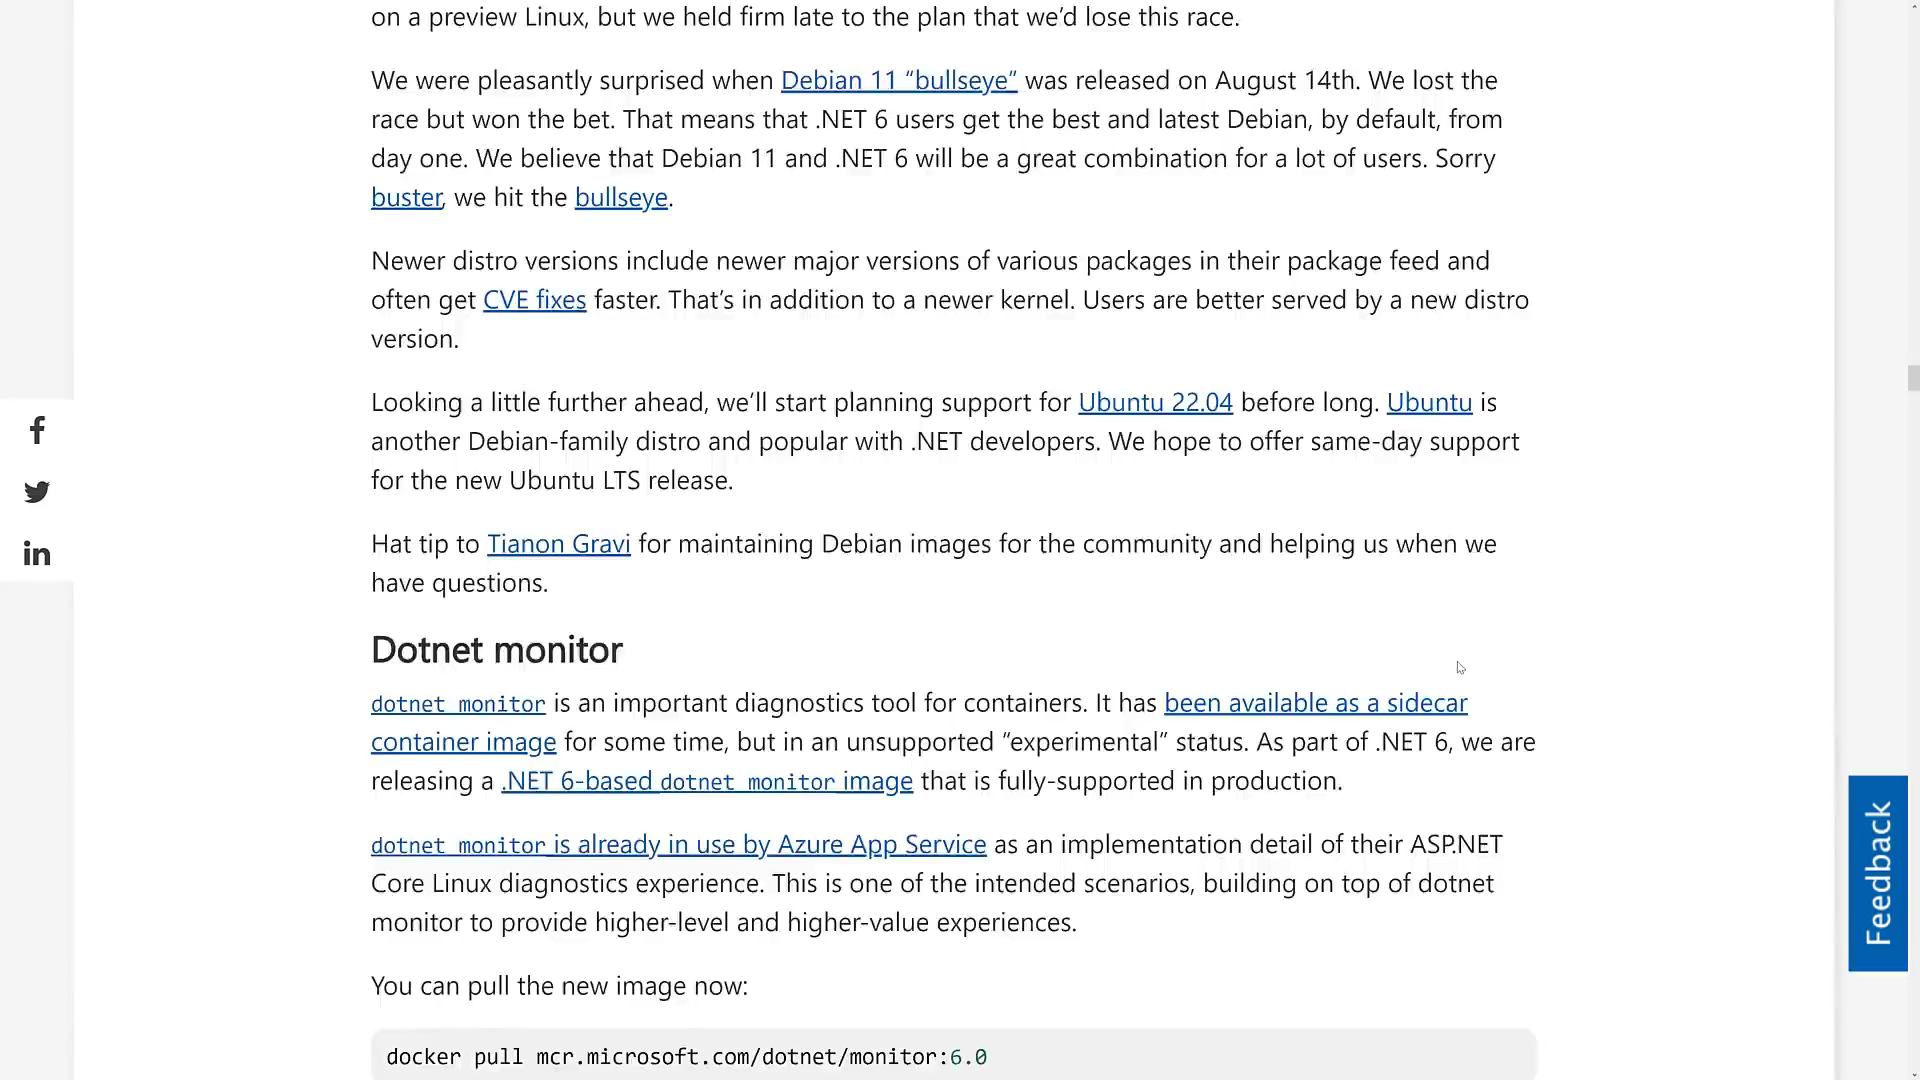 on a preview Linux, but we held firm late to the plan that we’d lose this race.
We were pleasantly surprised when Debian 11 “bullseye” was released on August 14th. We lost the
race but won the bet. That means that .NET 6 users get the best and latest Debian, by default, from
day one. We believe that Debian 11 and .NET 6 will be a great combination for a lot of users. Sorry
buster, we hit the bullseye.
Newer distro versions include newer major versions of various packages in their package feed and
often get CVE fixes faster. That’s in addition to a newer kernel. Users are better served by a new distro
version.
Looking a little further ahead, we’ll start planning support for Ubuntu 22.04 before long. Ubuntu is
another Debian-family distro and popular with .NET developers. We hope to offer same-day support
for the new Ubuntu LTS release.
Hat tip to Tianon Gravi for maintaining Debian images for the community and helping us when we
have questions.
Dotnet monitor
dotnet monitor is an important diagnostics tool for containers. It has been available as a sidecar
container image for some time, but in an unsupported “experimental” status. As part of .NET 6, we are
releasing a .NET 6-based dotnet monitor image that is fully-supported in production.
dotnet monitor is already in use by Azure App Service as an implementation detail of their ASP.NET
Core Linux diagnostics experience. This is one of the intended scenarios, building on top of dotnet
monitor to provide higher-level and higher-value experiences.
You can pull the new image now:
docker pull mcr.microsoft.com/dotnet/monitor:6.0
Feedback